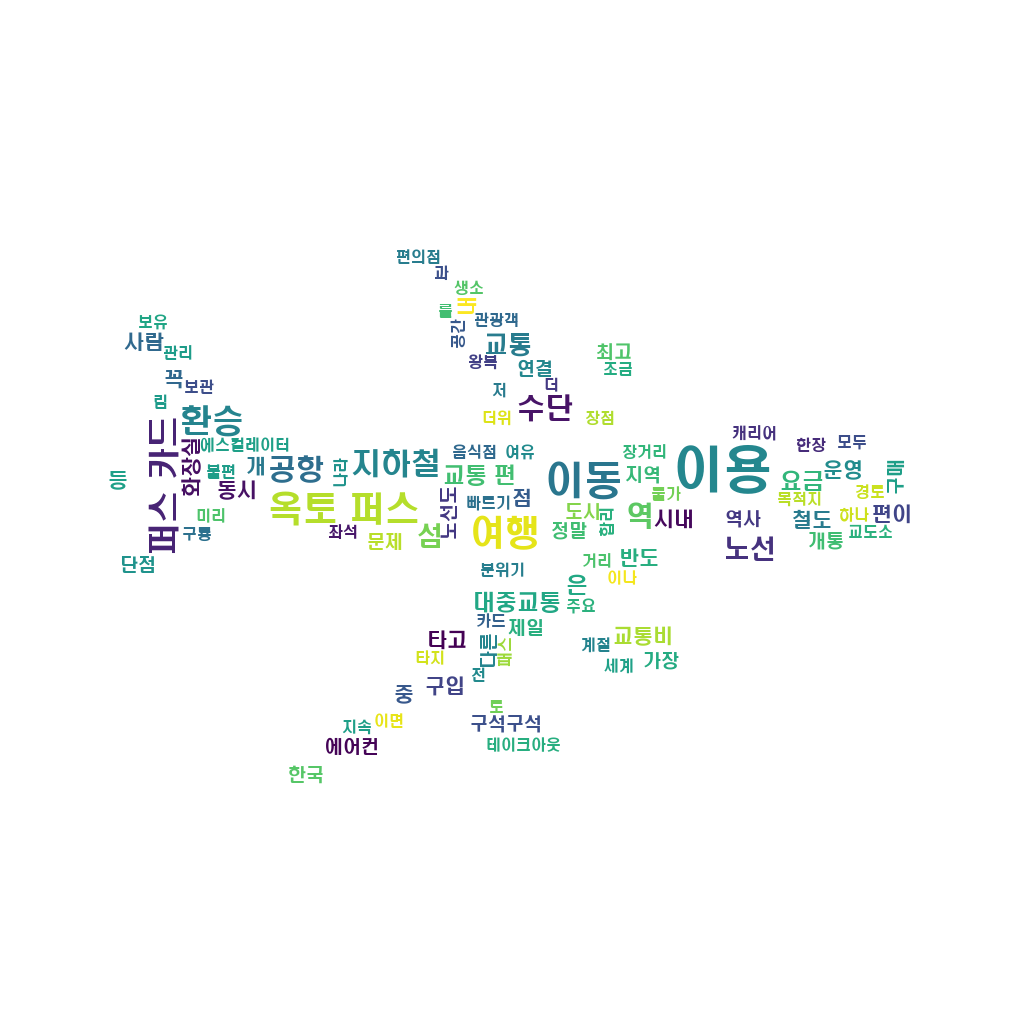 편의점
과
생소
내
를
관광객
공간
보유
사람
관리
교통
왕복
연결
최고
조금
꼭
보관
저
더
림
수단
환승
더위
장점
퍼스 카드
화장실
에스컬레이터
캐리어
한장
모두
음식점
여유
장거리
불편
개
공항
나라
지하철
교통 편
이동
지역
이용
요금
운영
등
동시
옥토 퍼스
노선도
빠르기
점
물가
목적지
경토
미리
섬
여행
도시
역
시내
역사
철도
하나
편이
구룡
좌석
문제
정말
노선
개통
교도소
단점
거리
반도
분위기
은
이나
대중교통
주요
카드
제일
타고
다른
계절
교통비
타지
세계
가장
전
중
구입
토
지속
이면
구석구석
에어컨
테이크아웃
한국